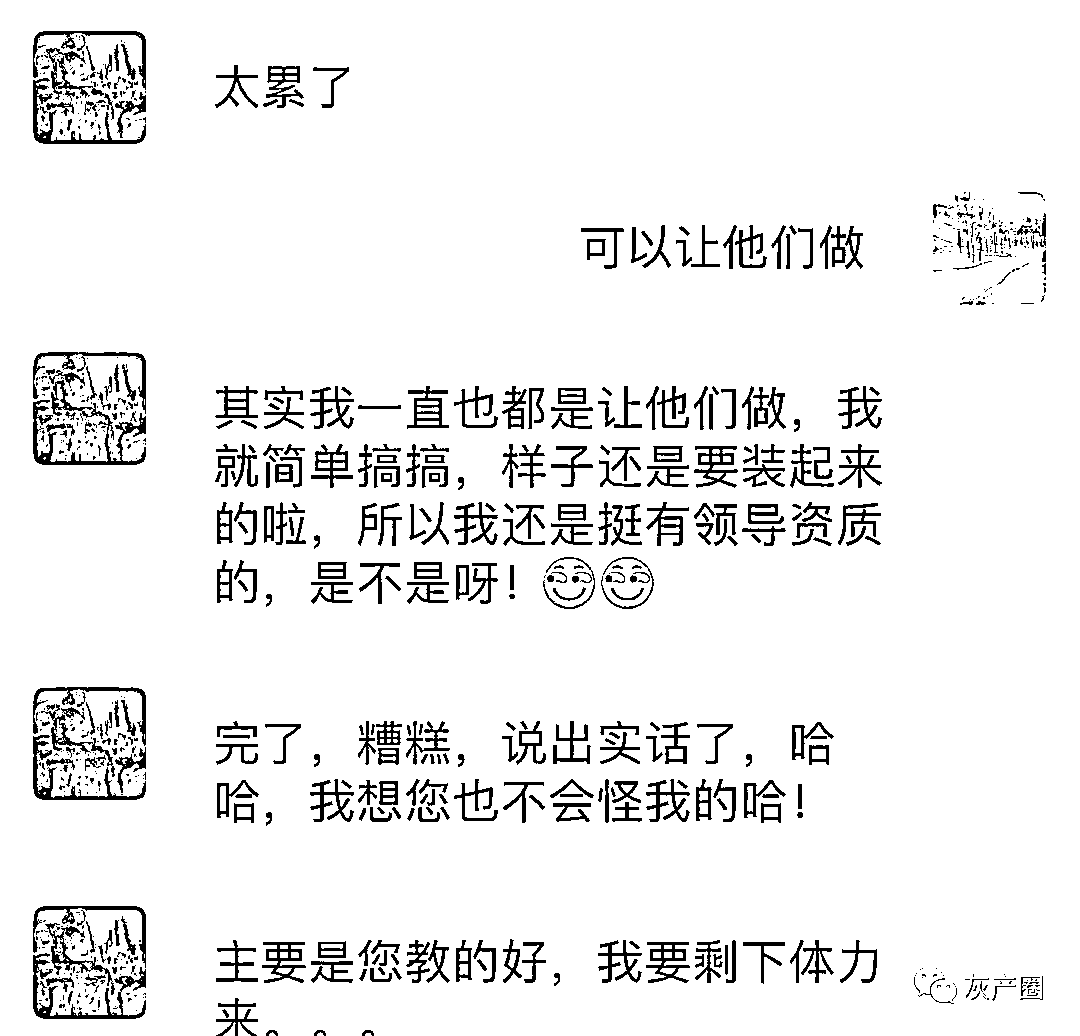 太累了
可以让他们做
其实我一直也都是让他们做，我
就简单搞搞，样子还是要装起来
的啦，所以我还是挺有领导资质
的，是不是呀！
完了，糟糕，说出实话了，哈
哈，我想您也不会怪我的哈！
主要是您教的好，我要剩下体力
来。。。
灰产圈